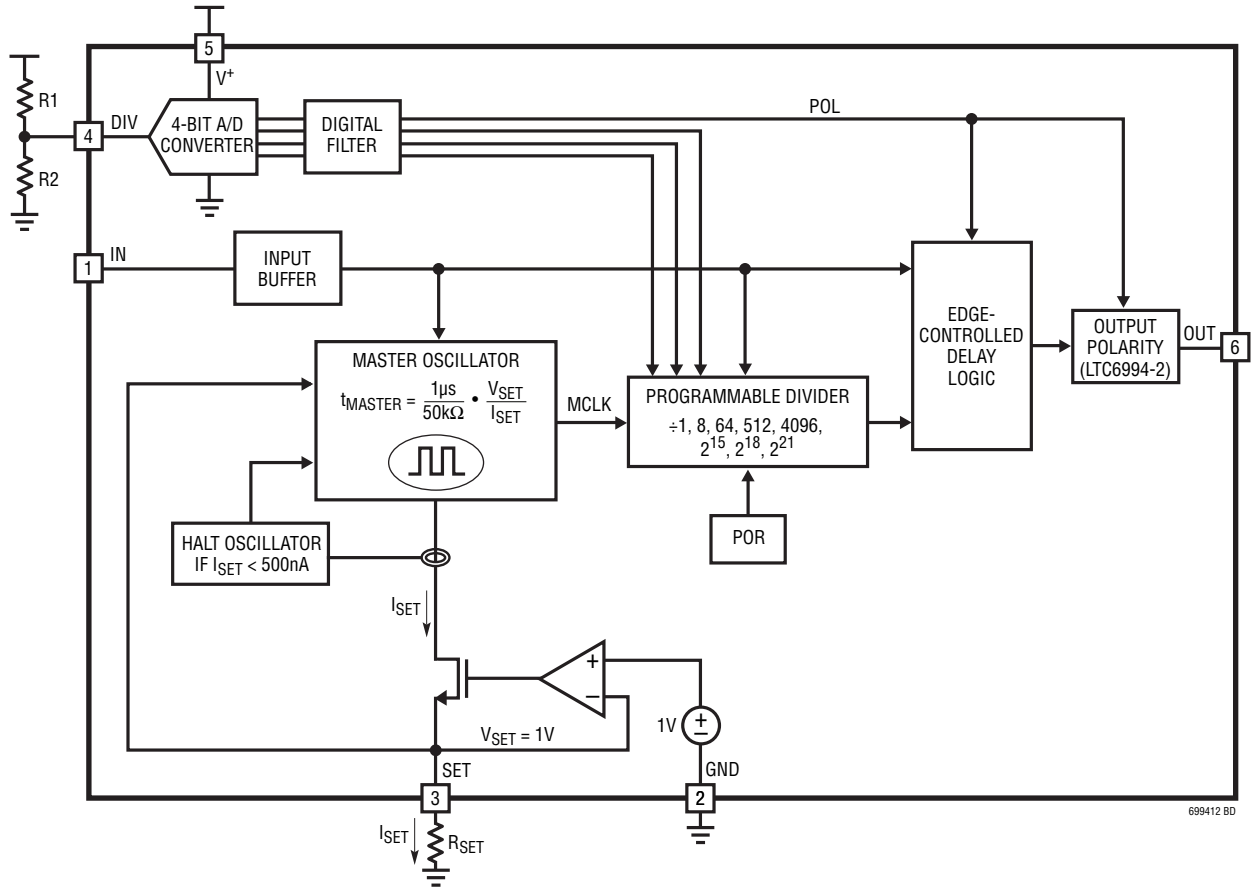 5
V+
R1
4
DIV
4-BIT A/D
CONVERTER
DIGITAL
FILTER
POL
R2
1
IN
INPUT
BUFFER
MASTER OSCILLATOR
tMASTER = 1µs/50kΩ • VSET/ISET
MCLK
PROGRAMMABLE DIVIDER
÷1, 8, 64, 512, 4096,
2^15, 2^18, 2^21
EDGE-
CONTROLLED
DELAY
LOGIC
OUTPUT
POLARITY
(LTC6994-2)
OUT
6
POR
HALT OSCILLATOR
IF ISET < 500nA
ISET
+
–
1V
+
–
VSET = 1V
SET
3
GND
2
ISET
RSET
699412 BD